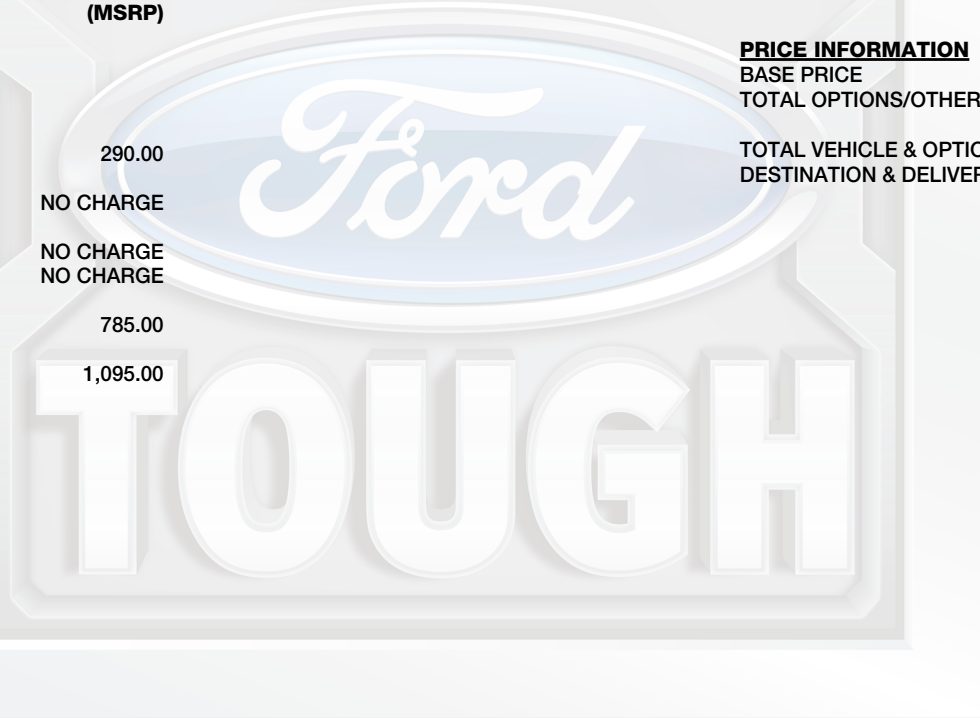 (MSRP)
290.00
NO CHARGE
NO CHARGE
NO CHARGE
785.00
1,095.00
PRICE INFORMATION
BASE PRICE
TOTAL OPTIONS/OTHER
TOTAL VEHICLE & OPTIO
DESTINATION & DELIVER
Ford
TOUGH